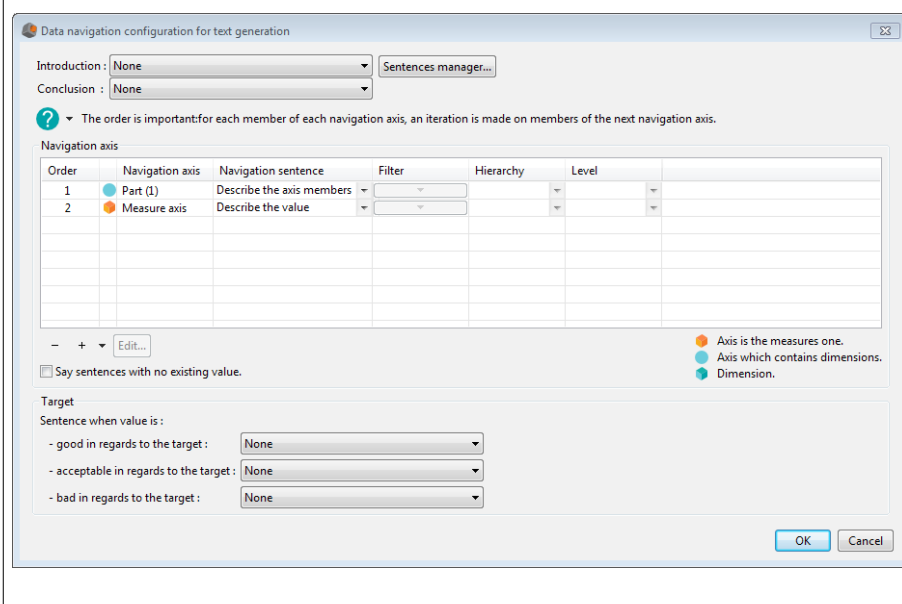 Data navigation configuration for text generation
Introduction : None Sentences manager...
Conclusion : None
? The order is important:for each member of each navigation axis, an iteration is made on members of the next navigation axis.
Navigation axis
Order Navigation axis Navigation sentence Filter Hierarchy Level
1 Part (1) Describe the axis members
2 Measure axis Describe the value
− + Edit...
Axis is the measures one.
Axis which contains dimensions.
Dimension.
Say sentences with no existing value.
Target
Sentence when value is :
- good in regards to the target : None
- acceptable in regards to the target : None
- bad in regards to the target : None
OK Cancel